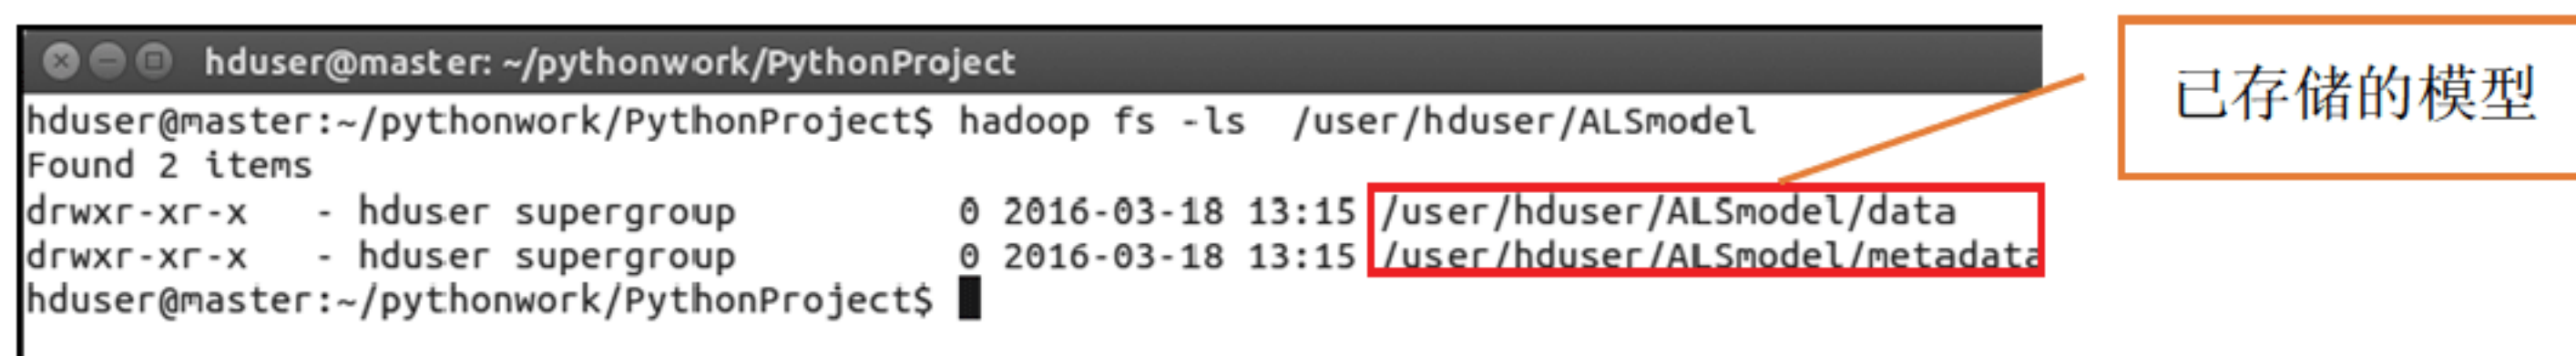 hduser@master: ~/pythonwork/PythonProject
hduser@master:~/pythonwork/PythonProject$ hadoop fs -ls  /user/hduser/ALSmodel
Found 2 items
drwxr-xr-x   - hduser supergroup          0 2016-03-18 13:15 /user/hduser/ALSmodel/data
drwxr-xr-x   - hduser supergroup          0 2016-03-18 13:15 /user/hduser/ALSmodel/metadata
hduser@master:~/pythonwork/PythonProject$
已存储的模型